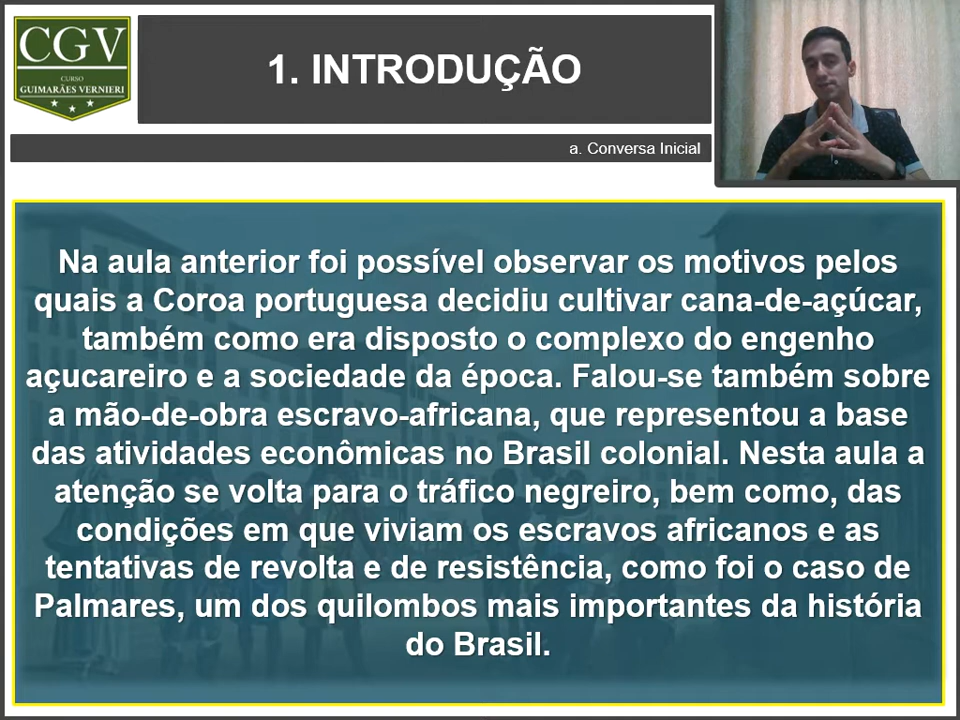 CGV
CURSO
GUIMARÃES VERNIERI
1. INTRODUÇÃO
a. Conversa Inicial
Na aula anterior foi possível observar os motivos pelos
quais a Coroa portuguesa decidiu cultivar cana-de-açúcar,
também como era disposto o complexo do engenho
açucareiro e a sociedade da época. Falou-se também sobre
a mão-de-obra escravo-africana, que representou a base
das atividades econômicas no Brasil colonial. Nesta aula a
atenção se volta para o tráfico negreiro, bem como, das
condições em que viviam os escravos africanos e as
tentativas de revolta e de resistência, como foi o caso de
Palmares, um dos quilombos mais importantes da história
do Brasil.